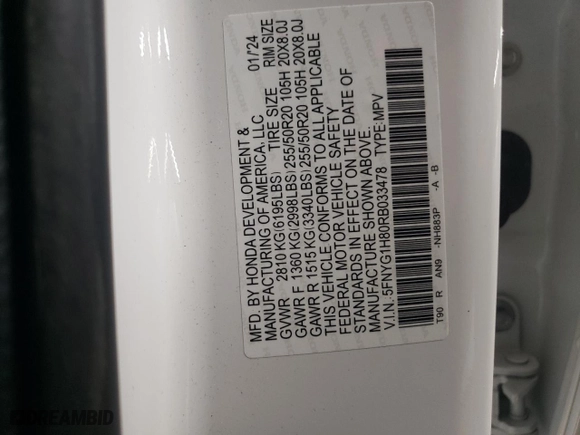 MFD. BY HONDA DEVELOPMENT &
MANUFACTURING OF AMERICA, LLC 01/'24
GVWR 2810 KG(6195LBS) TIRE SIZE RIM SIZE
GAWR F 1360 KG(2998LBS)255/50R20 105H 20X8.0J
GAWR R 1515 KG(3340LBS)255/50R20 105H 20X8.0J
THIS VEHICLE CONFORMS TO ALL APPLICABLE
FEDERAL MOTOR VEHICLE SAFETY
STANDARDS IN EFFECT ON THE DATE OF
MANUFACTURE SHOWN ABOVE.
V.I.N.:5FNYG1H80RB033478 TYPE:MPV
T90 R AN9 -NH883P -A -B